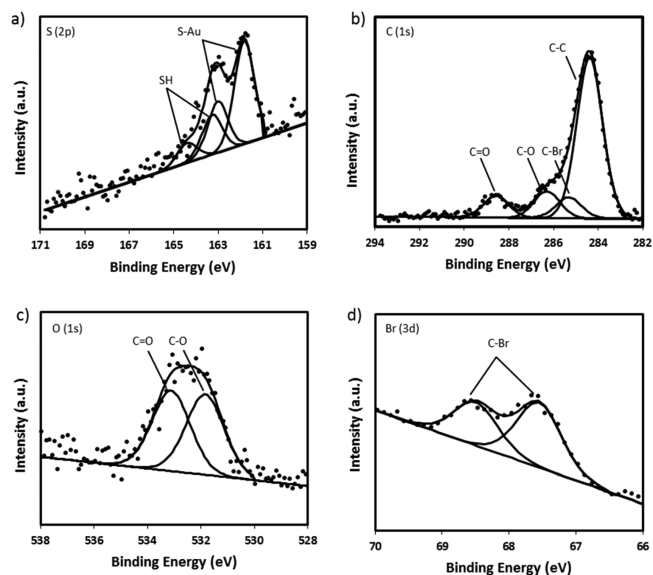 a)
S (2p)
S-Au
SH
Intensity (a.u.)
171 169 167 165 163 161 159
Binding Energy (eV)
b)
C (1s)
C-C
C=O
C-O
C-Br
Intensity (a.u.)
294 292 290 288 286 284 282
Binding Energy (eV)
c)
O (1s)
C=O
C-O
Intensity (a.u.)
538 536 534 532 530 528
Binding Energy (eV)
d)
Br (3d)
C-Br
Intensity (a.u.)
70 69 68 67 66
Binding Energy (eV)